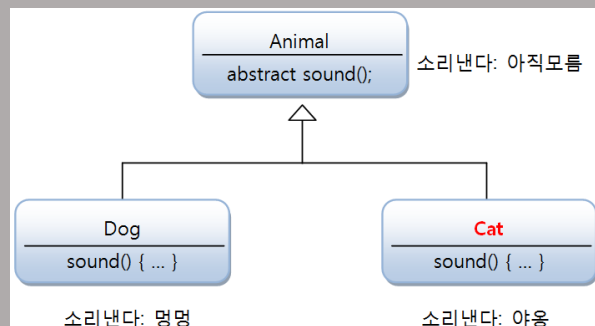 Animal
abstract sound();
소리낸다: 아직모름
Dog
sound() { ... }
소리낸다: 멍멍
Cat
sound() { ... }
소리낸다: 야옹